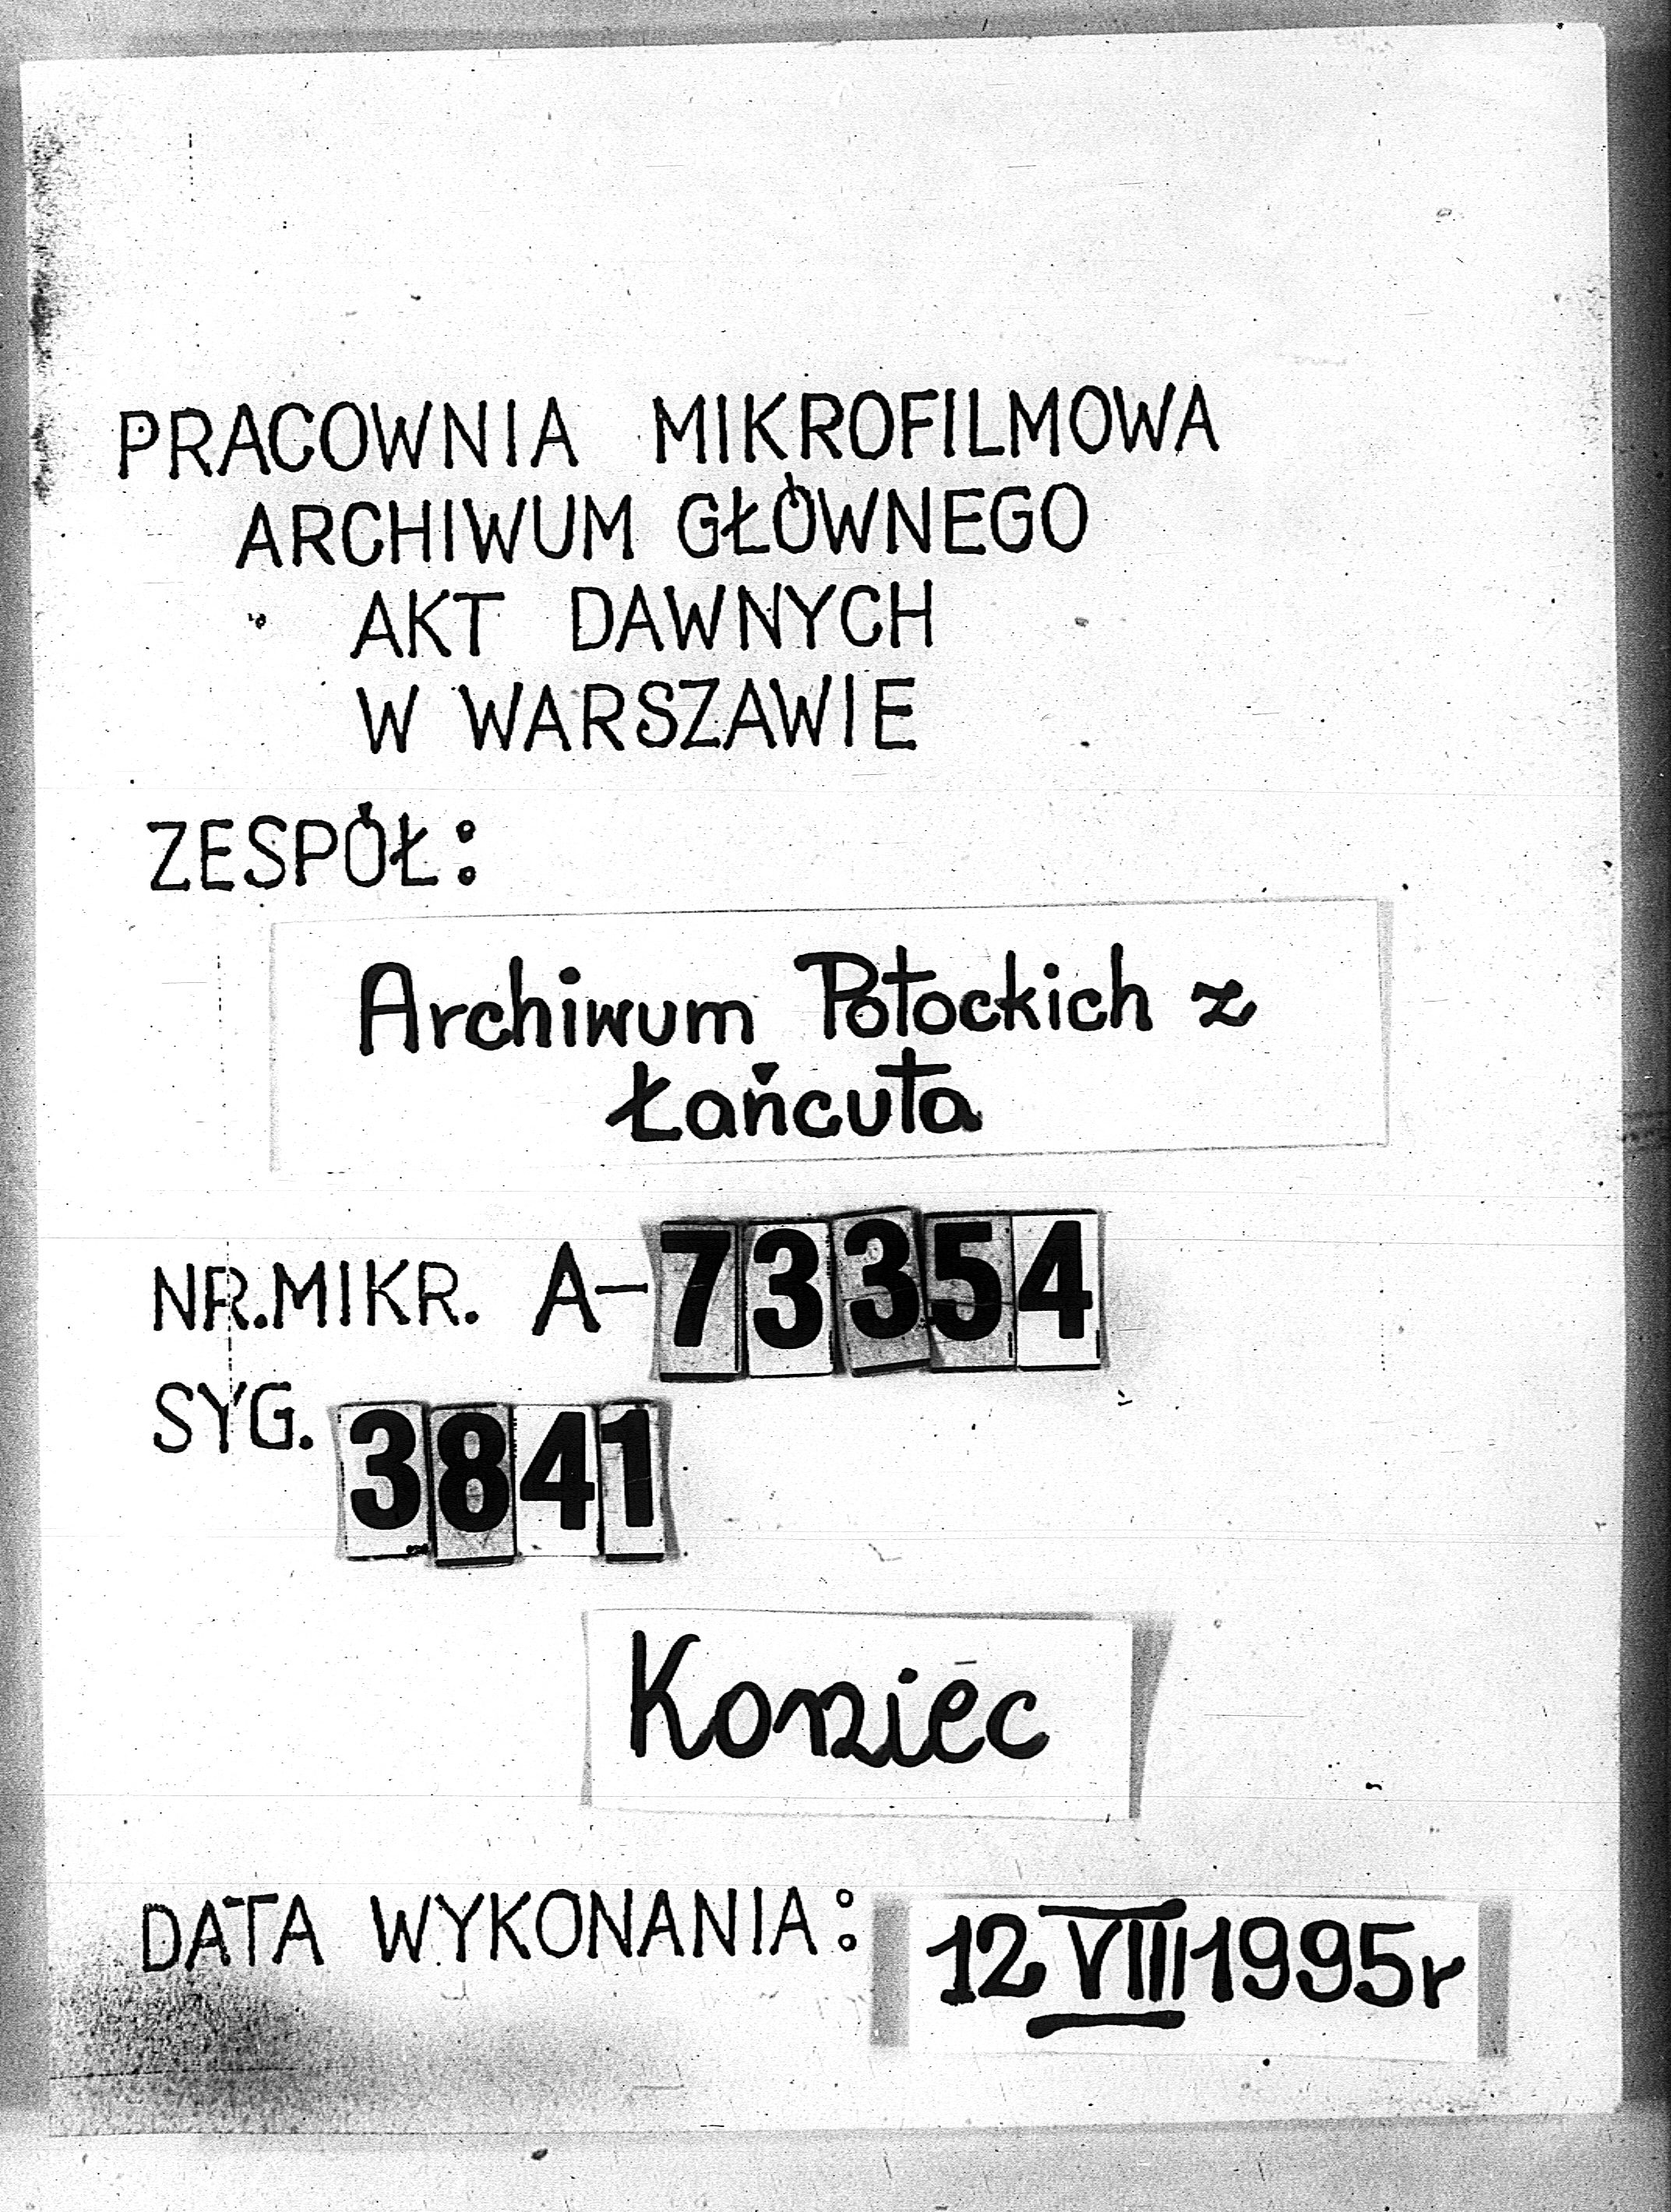 PRACOWNIA MIKROFILMOWA
ARCHIWUM GŁÓWNEGO
AKT DAWNYCH
W WARSZAWIE
ZESPÓŁ:
Archiwum Potockich z
Łańcuta
NR.MIKR. A-73354
SYG. 3841
Koniec
DATA WYKONANIA: 12 VIII 1995r